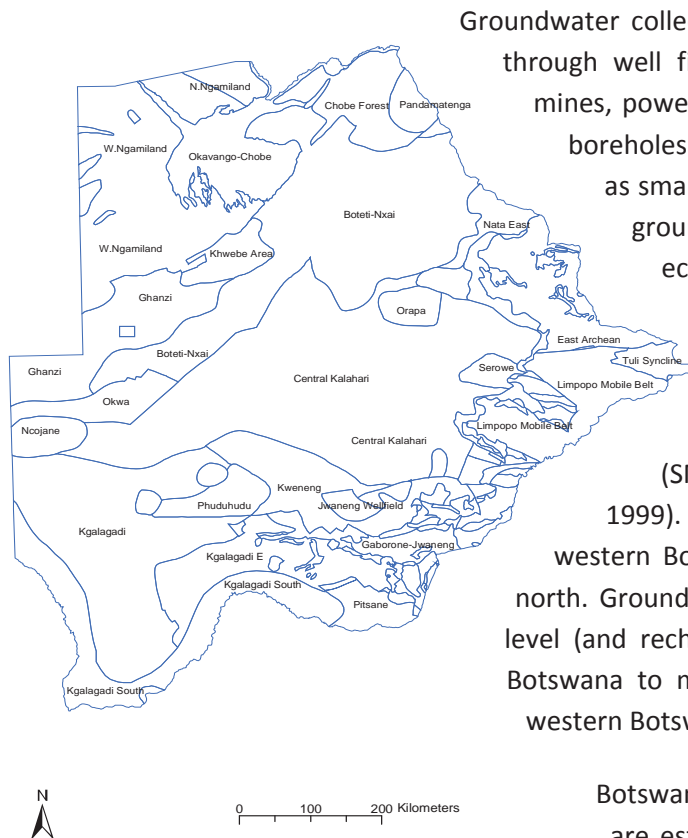 Groundwater colle
through well fi
mines, powe
boreholes
as sma
grou
ec
(SM
1999).
western Bo
north. Ground
level (and rech
Botswana to n
western Botsw
Botswan
are est
N.Ngamiland
Chobe Forest
Pandamatenga
W.Ngamiland
Okavango-Chobe
Boteti-Nxai
Nata East
W.Ngamiland
Khwebe Area
Ghanzi
Orapa
East Archean
Boteti-Nxai
Tuli Syncline
Ghanzi
Central Kalahari
Serowe
Limpopo Mobile Belt
Okwa
Ncojane
Limpopo Mobile Belt
Central Kalahari
Kweneng
Phuduhudu
Jwaneng Wellfield
Kgalagadi
Gaborone-Jwaneng
Kgalagadi E
Kgalagadi South
Pitsane
Kgalagadi South
N
0 100 200 Kilometers